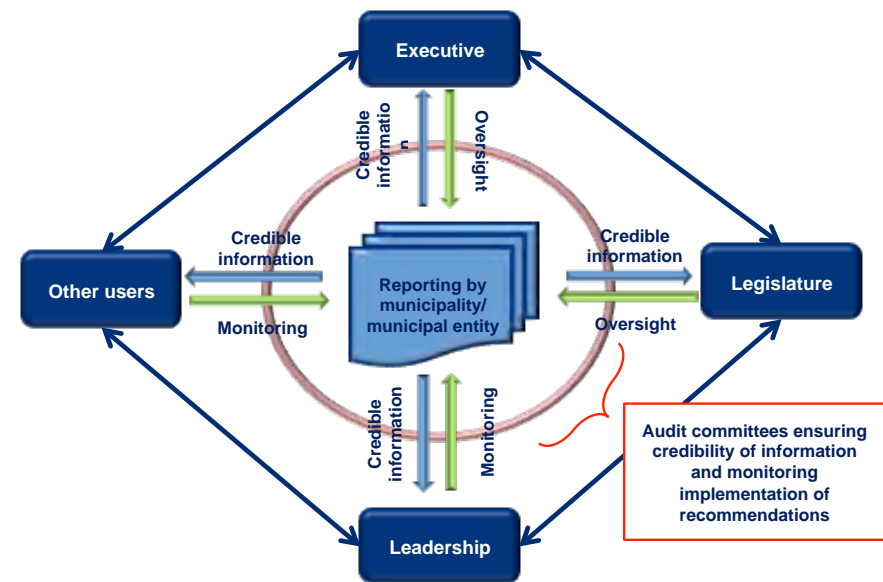 Executive
Credible
informatio
n
Oversight
Credible
information
Credible
information
Other users
Reporting by
municipality/
municipal entity
Legislature
Monitoring
Oversight
Credible
information
Monitoring
Audit committees ensuring
credibility of information
and monitoring
implementation of
recommendations
Leadership